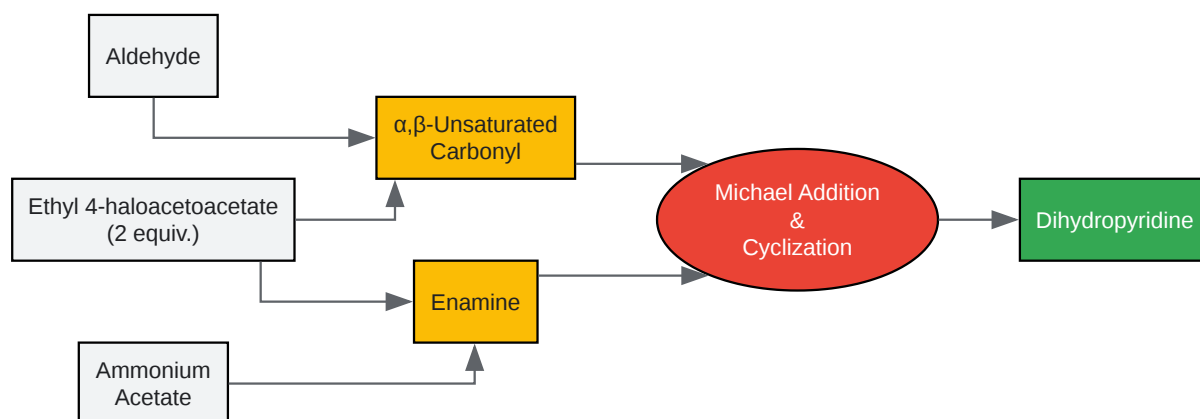 Aldehyde
α,β-Unsaturated
Carbonyl
Ethyl 4-haloacetoacetate
(2 equiv.)
Michael Addition
&
Cyclization
Dihydropyridine
Enamine
Ammonium
Acetate